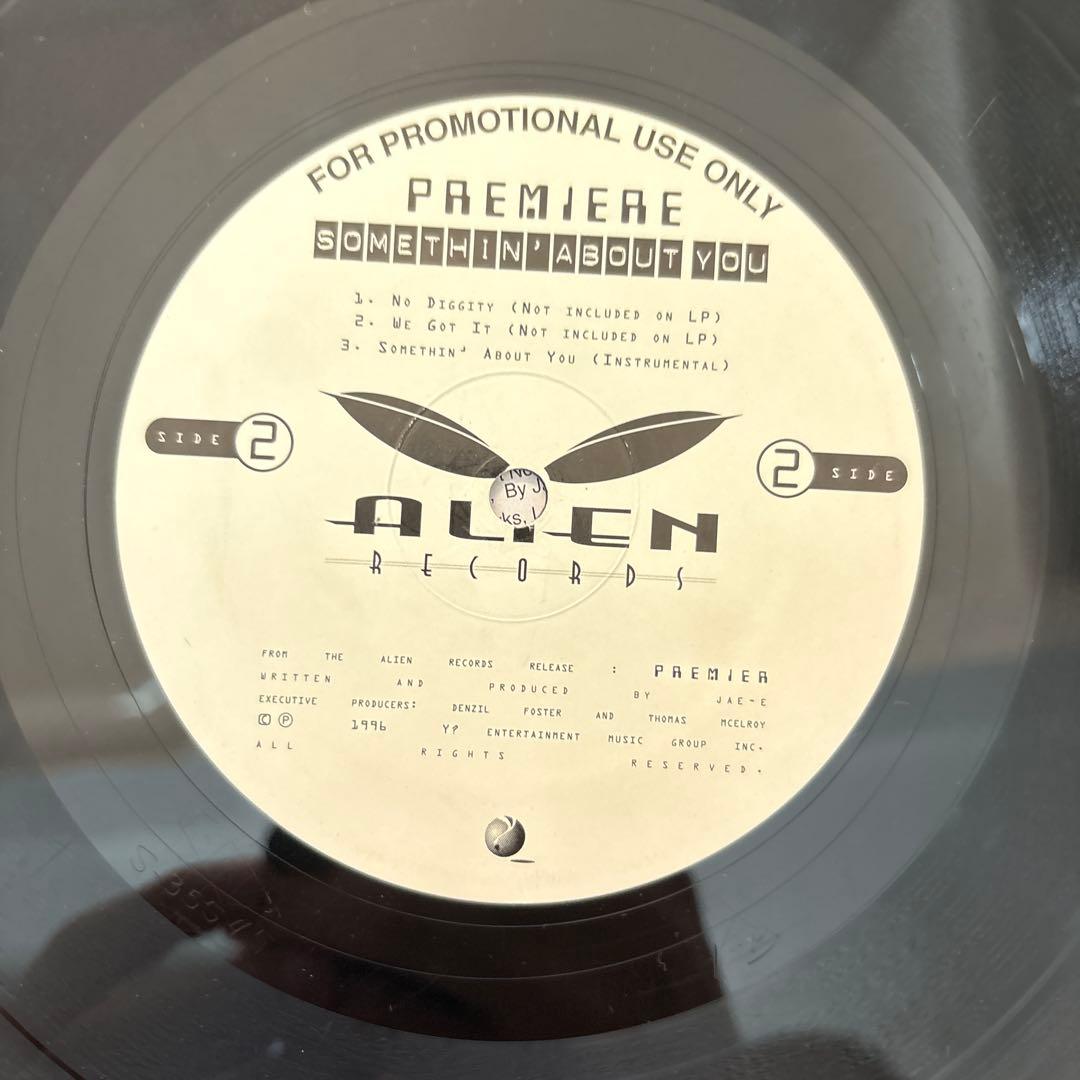 FOR PROMOTIONAL USE ONLY
PREMIERE
SOMETHIN' ABOUT YOU
1. NO DIGGITY (NOT INCLUDED ON LP)
2. WE GOT IT (NOT INCLUDED ON LP)
3. SOMETHIN' ABOUT YOU (INSTRUMENTAL)
SIDE 2
2 SIDE
By J
ks,
ALIEN
RECORDS
FROM THE ALIEN RECORDS RELEASE : PREMIER
WRITTEN AND PRODUCED BY JAE-E
EXECUTIVE PRODUCERS: DENZIL FOSTER AND THOMAS MCELROY
© ℗ 1996 Y? ENTERTAINMENT MUSIC GROUP INC.
ALL RIGHTS RESERVED.